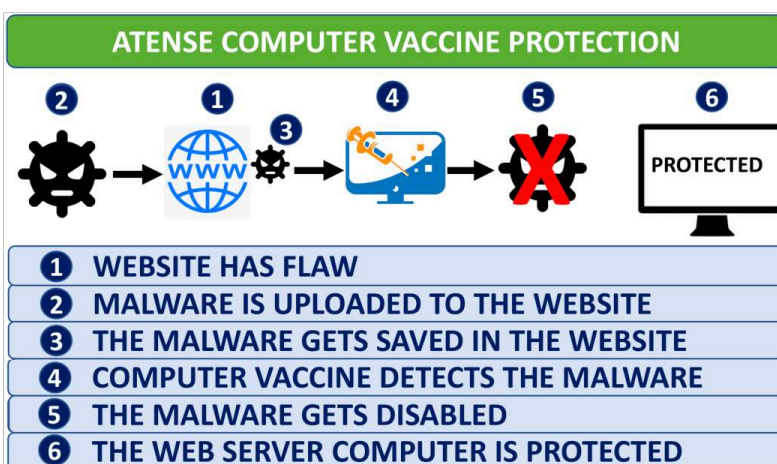 ATENSE COMPUTER VACCINE PROTECTION
2 1 3 4 5 6
WWW
X
PROTECTED
1 WEBSITE HAS FLAW
2 MALWARE IS UPLOADED TO THE WEBSITE
3 THE MALWARE GETS SAVED IN THE WEBSITE
4 COMPUTER VACCINE DETECTS THE MALWARE
5 THE MALWARE GETS DISABLED
6 THE WEB SERVER COMPUTER IS PROTECTED